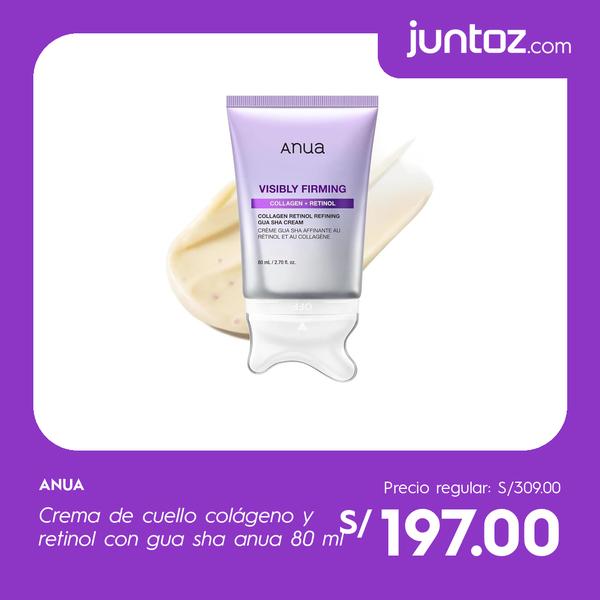 juntoz.com
Anua
VISIBLY FIRMING
COLLAGEN + RETINOL
COLLAGEN RETINOL REFINING
GUA SHA CREAM
CRÈME GUA SHA AFFINANTE AU
RÉTINOL ET AU COLLAGÈNE
80 mL / 2.70 fl. oz.
OFF
ANUA
Crema de cuello colágeno y
retinol con gua sha anua 80 ml
Precio regular: S/309.00
S/197.00